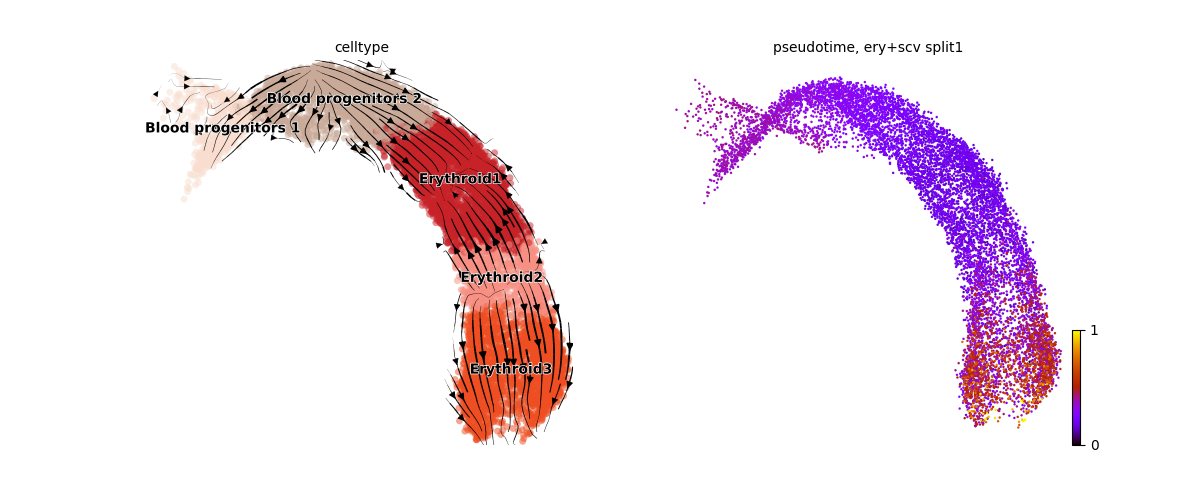 celltype
Blood progenitors 2
Blood progenitors 1
Erythroid1
Erythroid2
Erythroid3
pseudotime, ery+scv split1
1
0